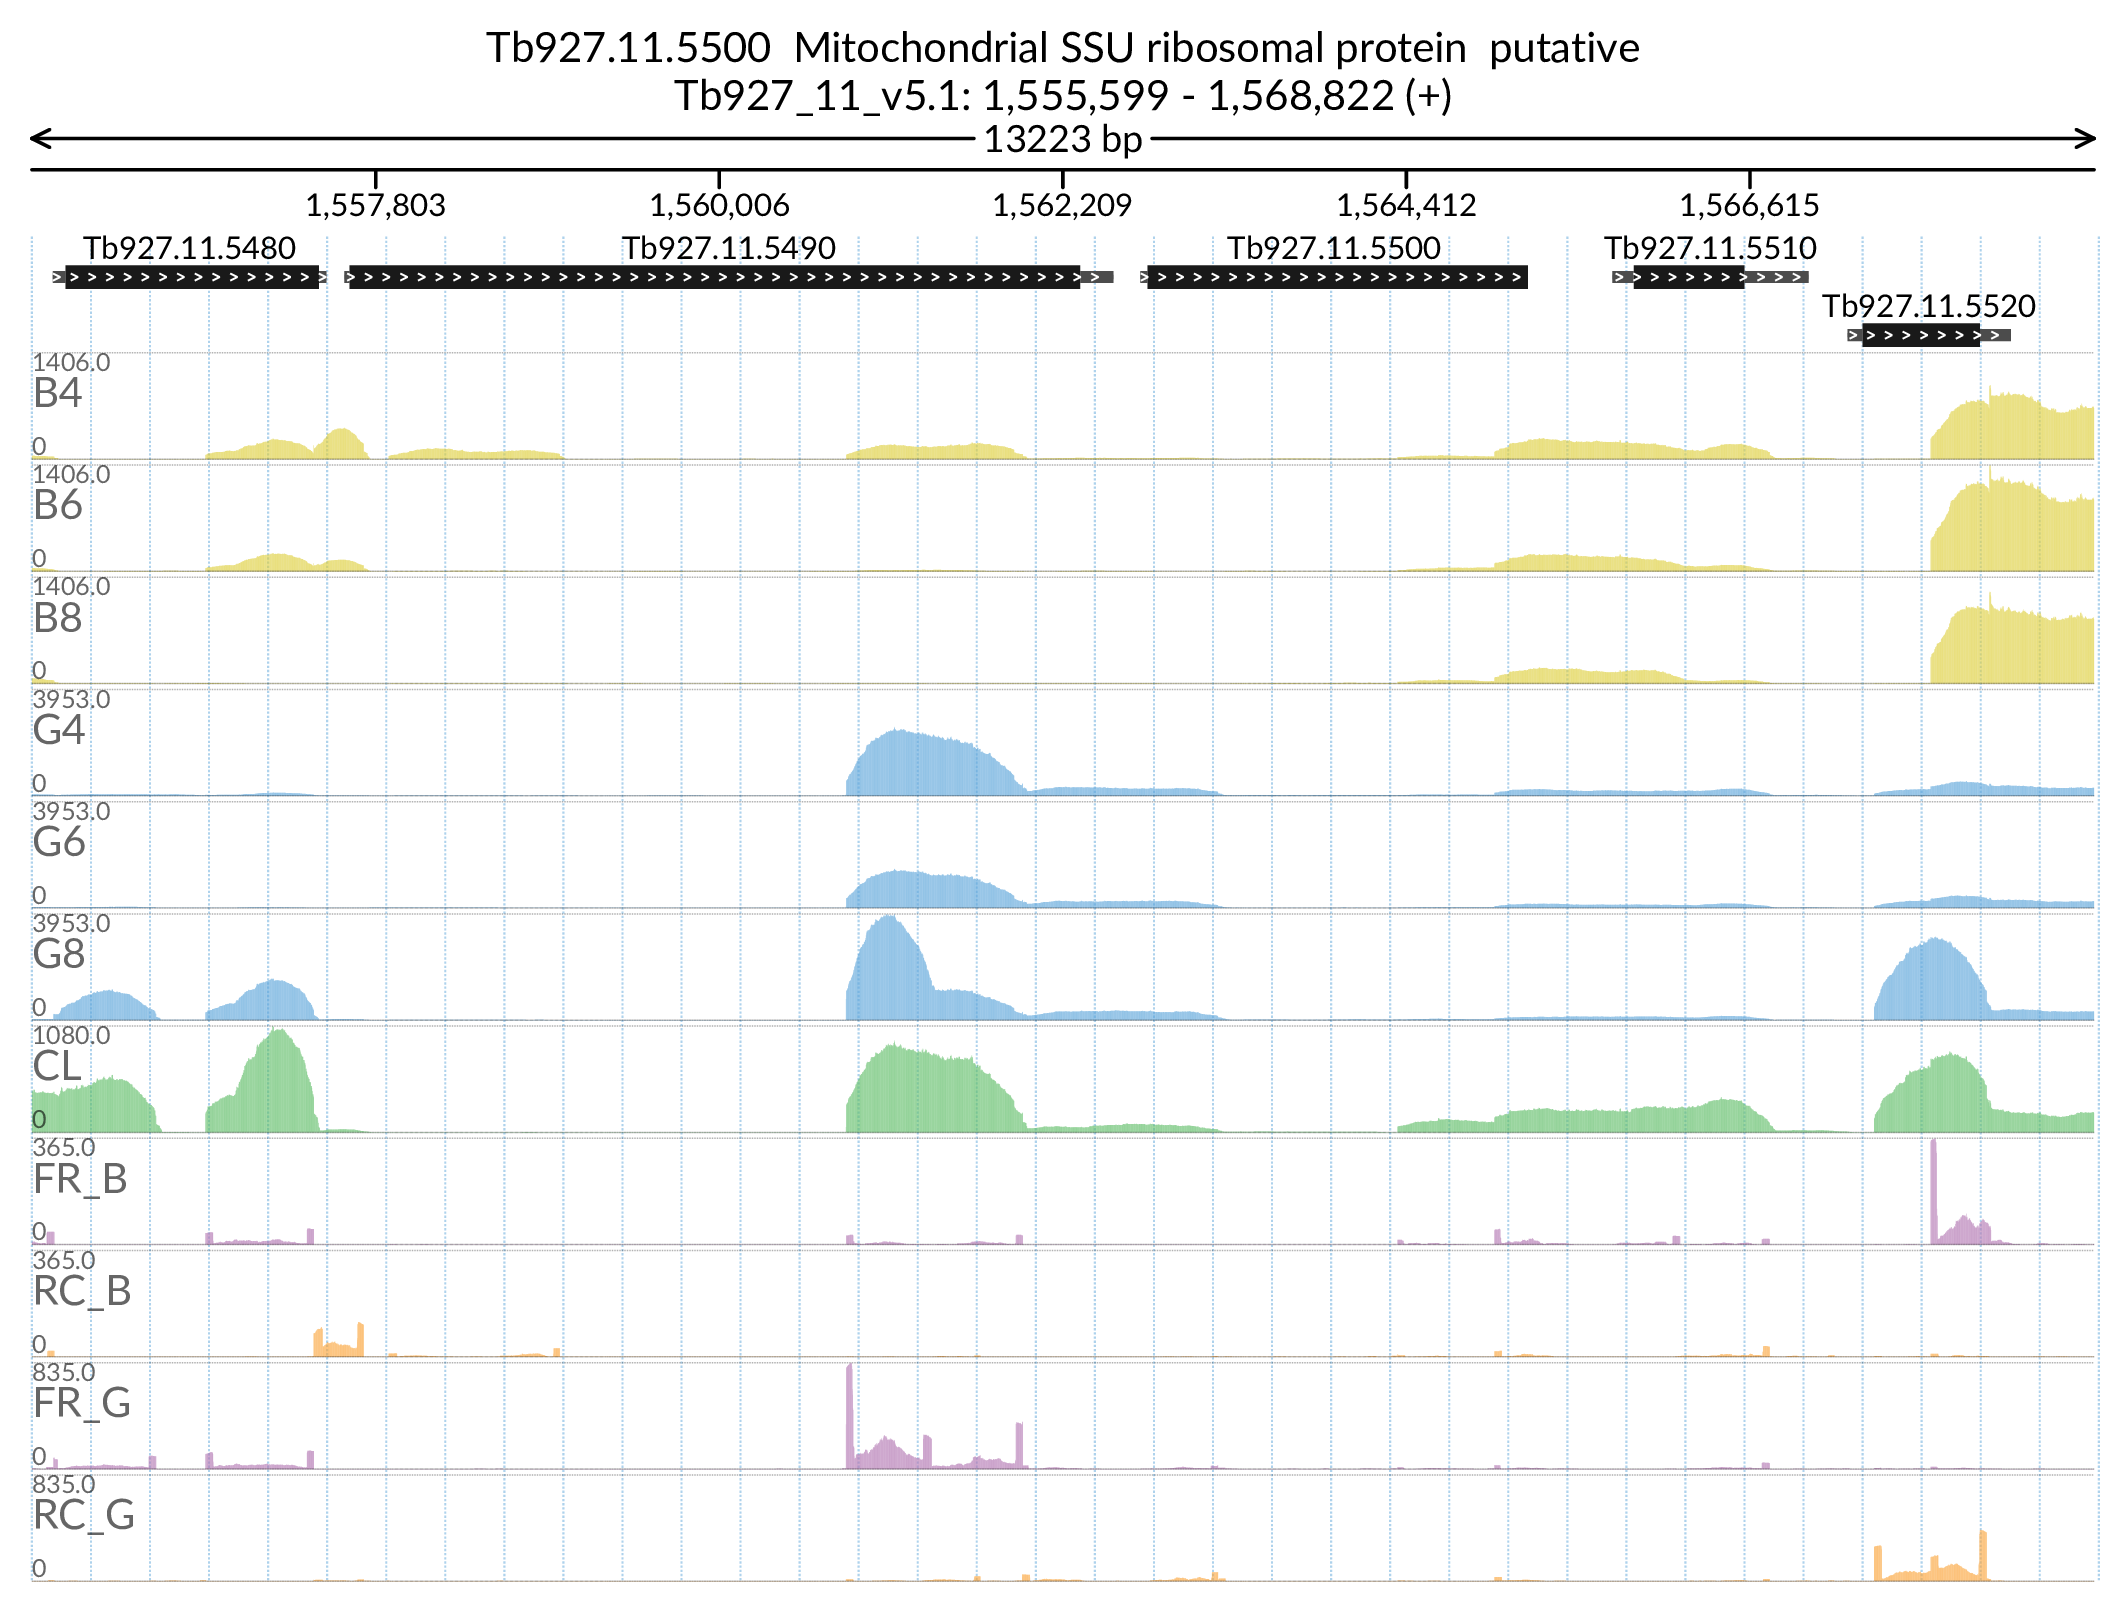 Tb927.11.5500  Mitochondrial SSU ribosomal protein  putative
Tb927_11_v5.1: 1,555,599 - 1,568,822 (+)
13223 bp
1,557,803 1,560,006 1,562,209 1,564,412 1,566,615
Tb927.11.5480 Tb927.11.5490 Tb927.11.5500 Tb927.11.5510
Tb927.11.5520
1406.0
B4
0
1406.0
B6
0
1406.0
B8
0
3953.0
G4
0
3953.0
G6
0
3953.0
G8
0
1080.0
CL
0
365.0
FR_B
0
365.0
RC_B
0
835.0
FR_G
0
835.0
RC_G
0